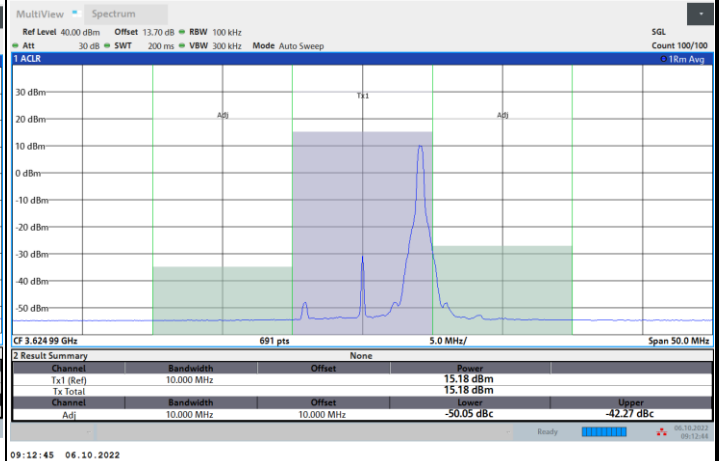 MultiView Spectrum
Ref Level 40.00 dBm Offset 13.70 dB RBW 100 kHz SGL
Att 30 dB SWT 200 ms VBW 300 kHz Mode Auto Sweep Count 100/100
1 ACLR 1Rm Avg
30 dBm
Tx1
20 dBm
Adj Adj
10 dBm
0 dBm
-10 dBm
-20 dBm
-30 dBm
-40 dBm
-50 dBm
CF 3.624 99 GHz 691 pts 5.0 MHz/ Span 50.0 MHz
2 Result Summary None
Channel Bandwidth Offset Power
Tx1 (Ref) 10.000 MHz 15.18 dBm
Tx Total 15.18 dBm
Channel Bandwidth Offset Lower Upper
Adj 10.000 MHz 10.000 MHz -50.05 dBc -42.27 dBc
Ready 06.10.2022
09:12:44
09:12:45 06.10.2022